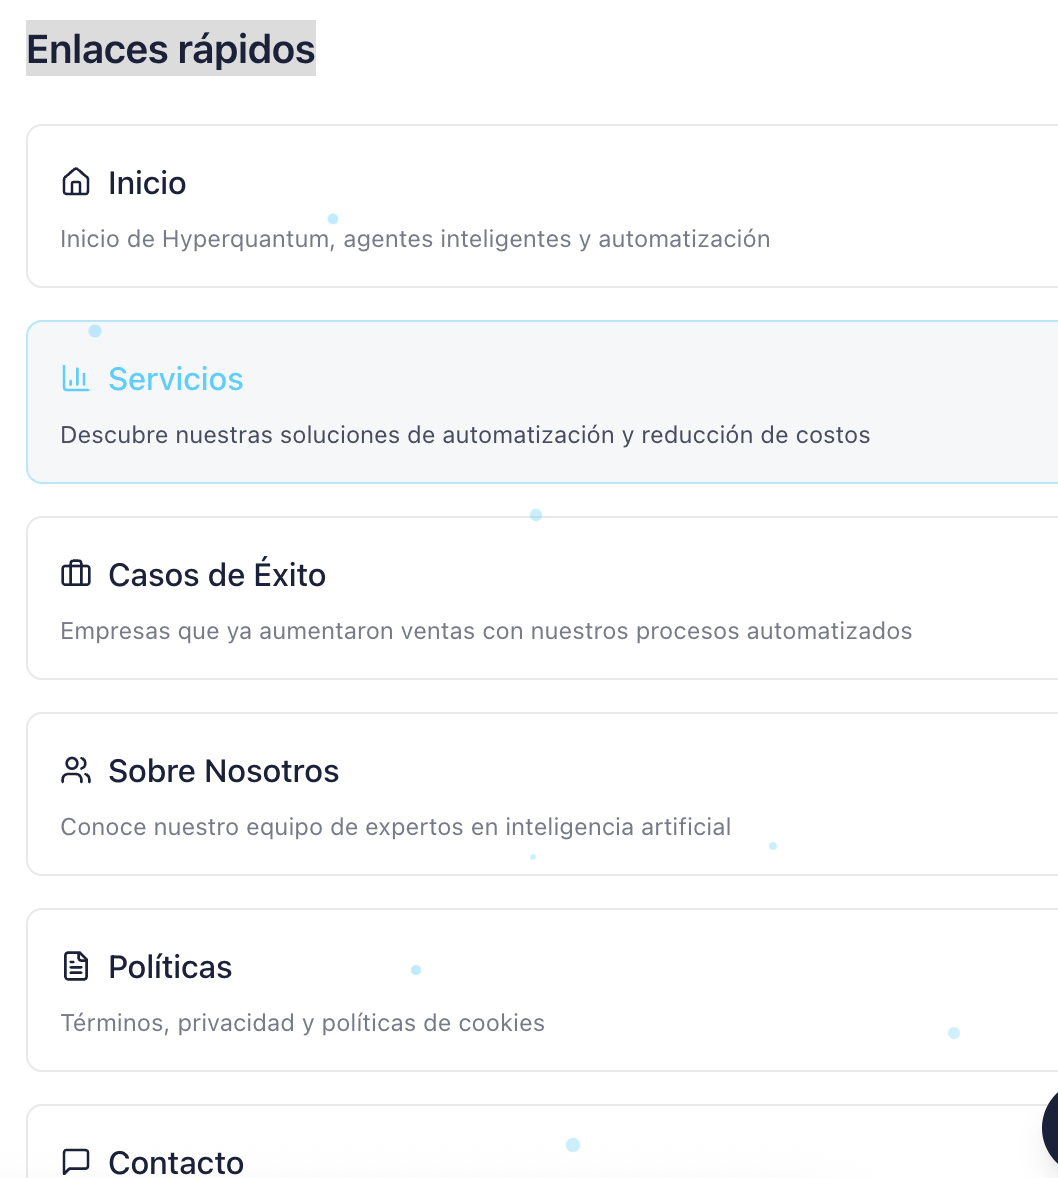 Enlaces rápidos
Inicio
Inicio de Hyperquantum, agentes inteligentes y automatización
Servicios
Descubre nuestras soluciones de automatización y reducción de costos
Casos de Éxito
Empresas que ya aumentaron ventas con nuestros procesos automatizados
Sobre Nosotros
Conoce nuestro equipo de expertos en inteligencia artificial
Políticas
Términos, privacidad y políticas de cookies
Contacto